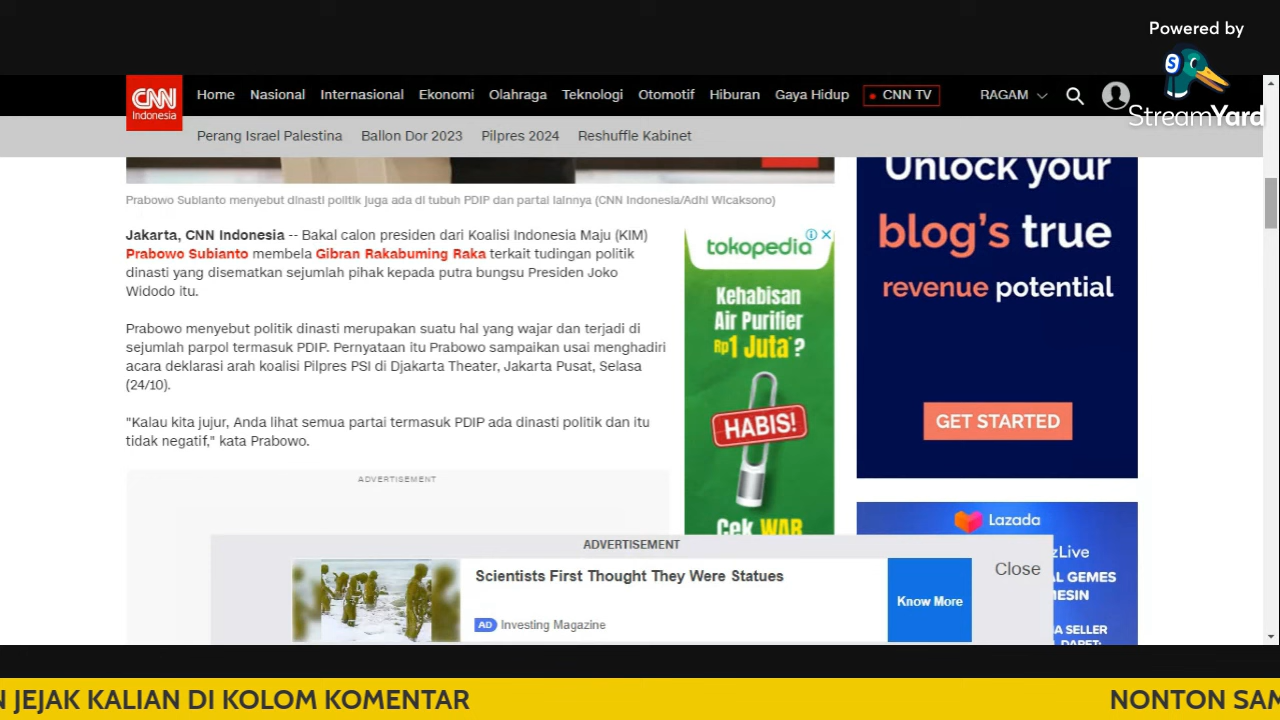 Powered by
StreamYard
CNN
Indonesia
Home Nasional Internasional Ekonomi Olahraga Teknologi Otomotif Hiburan Gaya Hidup CNN TV RAGAM
Perang Israel Palestina Ballon Dor 2023 Pilpres 2024 Reshuffle Kabinet
Prabowo Subianto menyebut dinasti politik juga ada di tubuh PDIP dan partai lainnya (CNN Indonesia/Adhi Wicaksono)
Jakarta, CNN Indonesia -- Bakal calon presiden dari Koalisi Indonesia Maju (KIM)
Prabowo Subianto membela Gibran Rakabuming Raka terkait tudingan politik
dinasti yang disematkan sejumlah pihak kepada putra bungsu Presiden Joko
Widodo itu.
Prabowo menyebut politik dinasti merupakan suatu hal yang wajar dan terjadi di
sejumlah parpol termasuk PDIP. Pernyataan itu Prabowo sampaikan usai menghadiri
acara deklarasi arah koalisi Pilpres PSI di Djakarta Theater, Jakarta Pusat, Selasa
(24/10).
"Kalau kita jujur, Anda lihat semua partai termasuk PDIP ada dinasti politik dan itu
tidak negatif," kata Prabowo.
ADVERTISEMENT
tokopedia
Kehabisan
Air Purifier
Rp1 Juta*?
HABIS!
Cek WAR
Unlock your
blog's true
revenue potential
GET STARTED
Lazada
zLive
AL GEMES
MESIN
A SELLER
DAPET:
ADVERTISEMENT
Scientists First Thought They Were Statues
AD Investing Magazine
Know More
Close
N JEJAK KALIAN DI KOLOM KOMENTAR
NONTON SAM